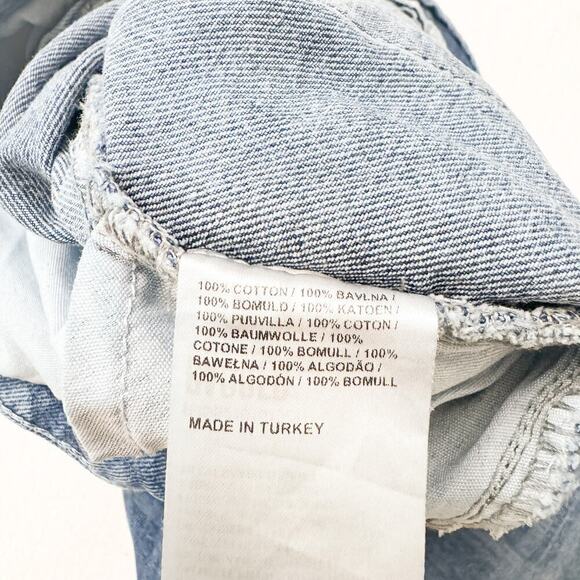 100% COTTON / 100% BAVLNA /
100% BOMULD / 100% KATOEN /
100% PUUVILLA / 100% COTON /
100% BAUMWOLLE / 100%
COTONE / 100% BOMULL / 100%
BAWEŁNA / 100% ALGODÃO /
100% ALGODÓN / 100% BOMULL
MADE IN TURKEY